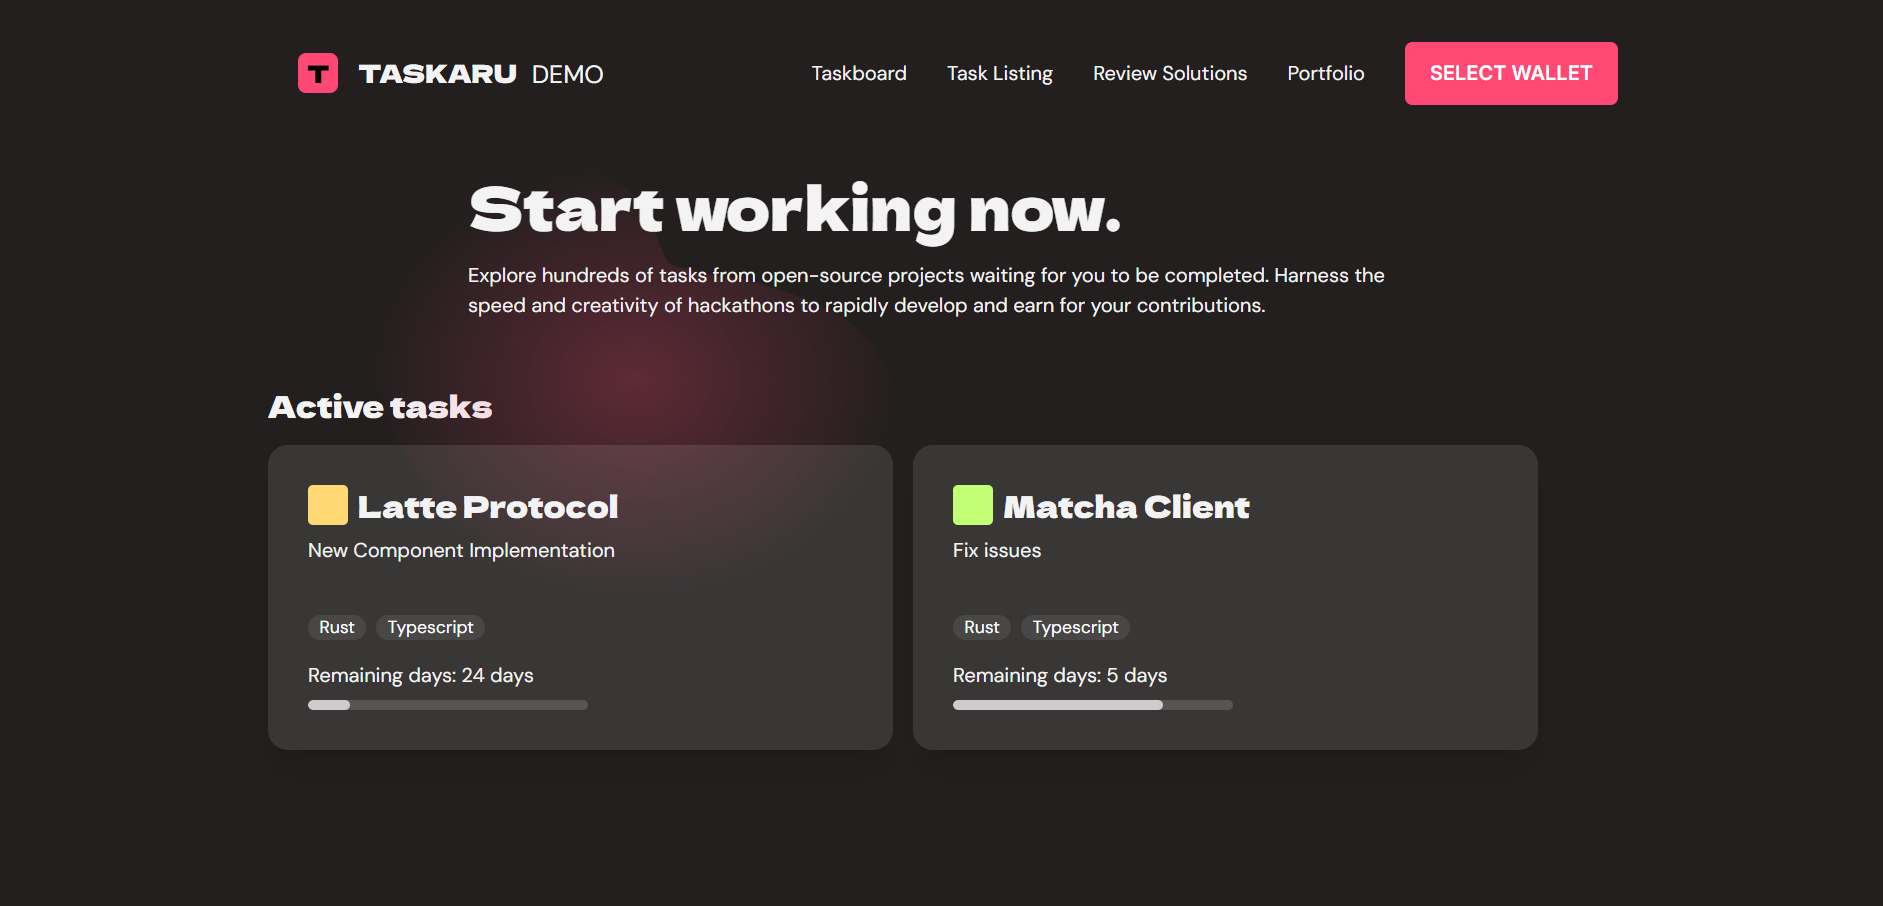 T TASKARU DEMO
Taskboard Task Listing Review Solutions Portfolio SELECT WALLET
Start working now.
Explore hundreds of tasks from open-source projects waiting for you to be completed. Harness the
speed and creativity of hackathons to rapidly develop and earn for your contributions.
Active tasks
Latte Protocol
New Component Implementation
Rust Typescript
Remaining days: 24 days
Matcha Client
Fix issues
Rust Typescript
Remaining days: 5 days